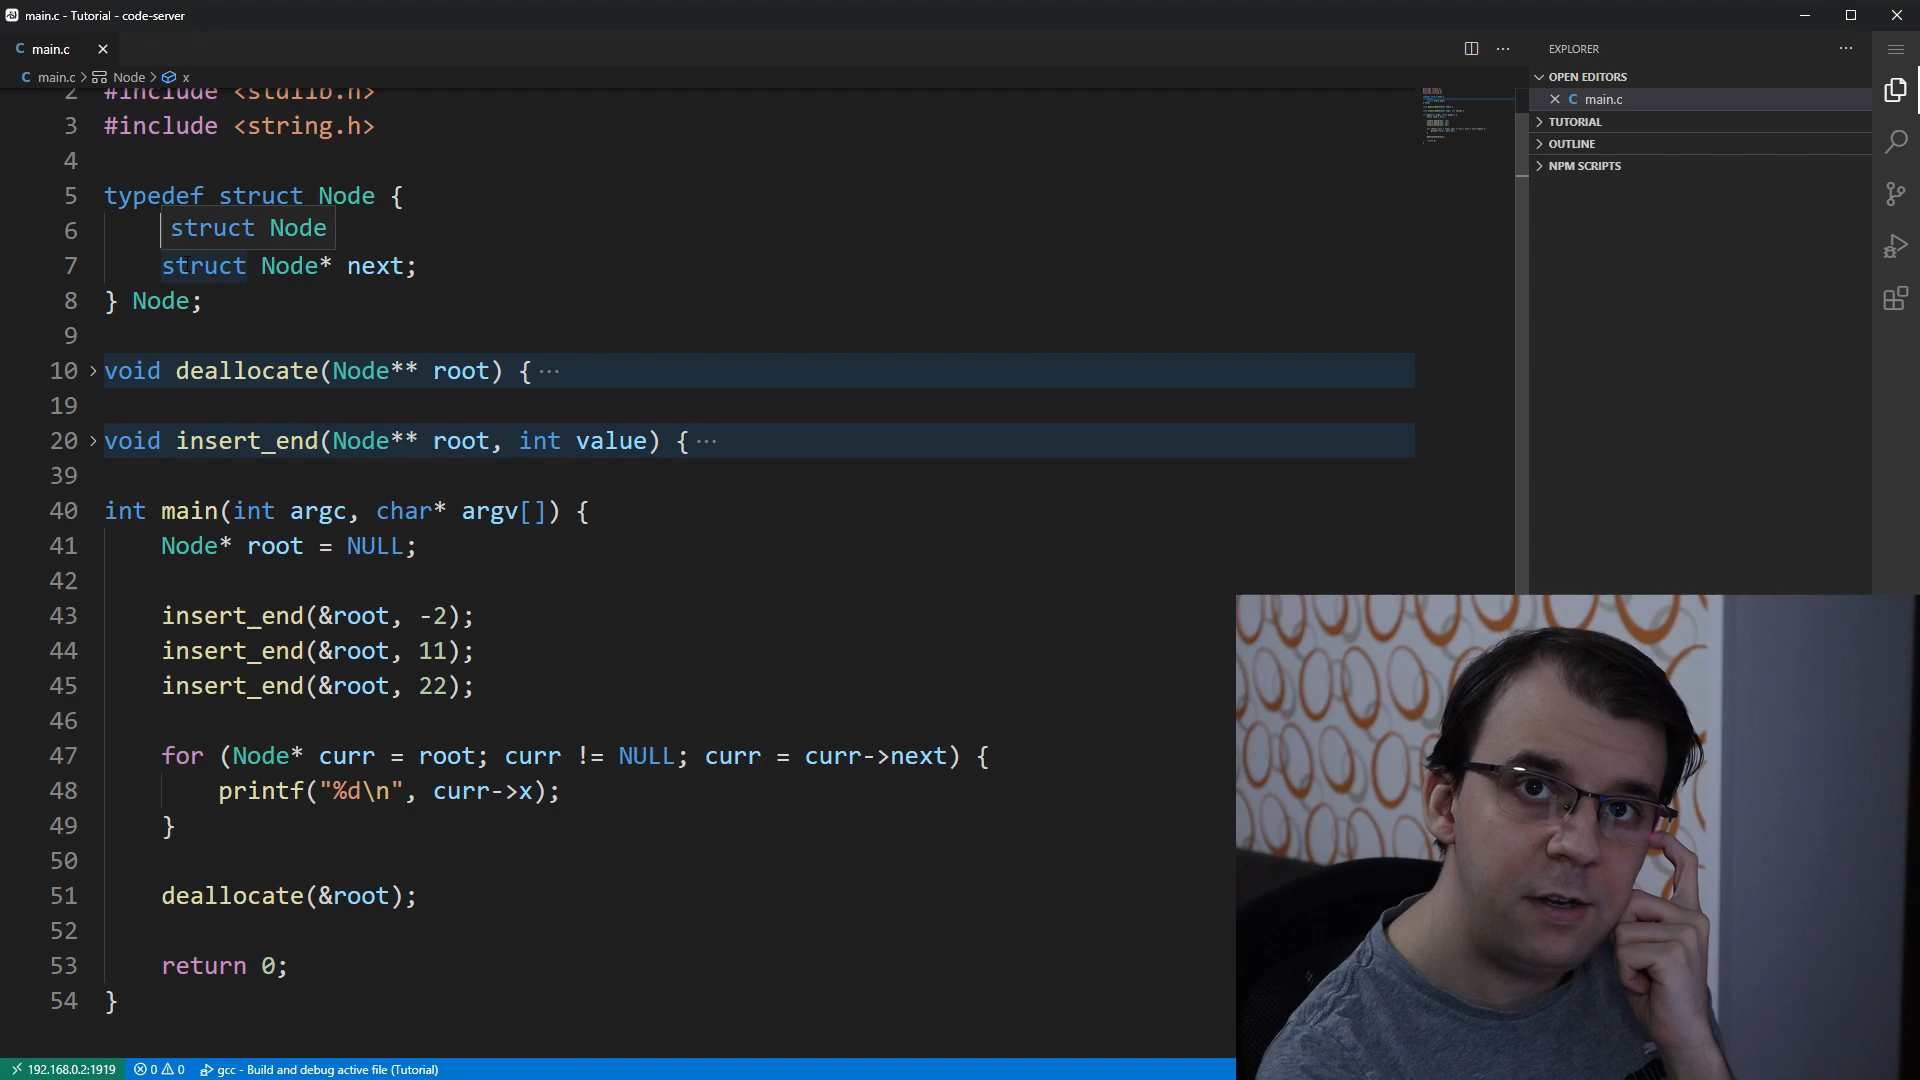 main.c - Tutorial - code-server
main.c
EXPLORER
main.c > Node > x
OPEN EDITORS
main.c
TUTORIAL
OUTLINE
NPM SCRIPTS
2 #include <stdlib.h>
3 #include <string.h>
4
5 typedef struct Node {
struct Node
6
7 struct Node* next;
8 } Node;
9
10 void deallocate(Node** root) { ···
19
20 void insert_end(Node** root, int value) { ···
39
40 int main(int argc, char* argv[]) {
41 Node* root = NULL;
42
43 insert_end(&root, -2);
44 insert_end(&root, 11);
45 insert_end(&root, 22);
46
47 for (Node* curr = root; curr != NULL; curr = curr->next) {
48 printf("%d\n", curr->x);
49 }
50
51 deallocate(&root);
52
53 return 0;
54 }
192.168.0.2:1919 0 0 gcc - Build and debug active file (Tutorial)